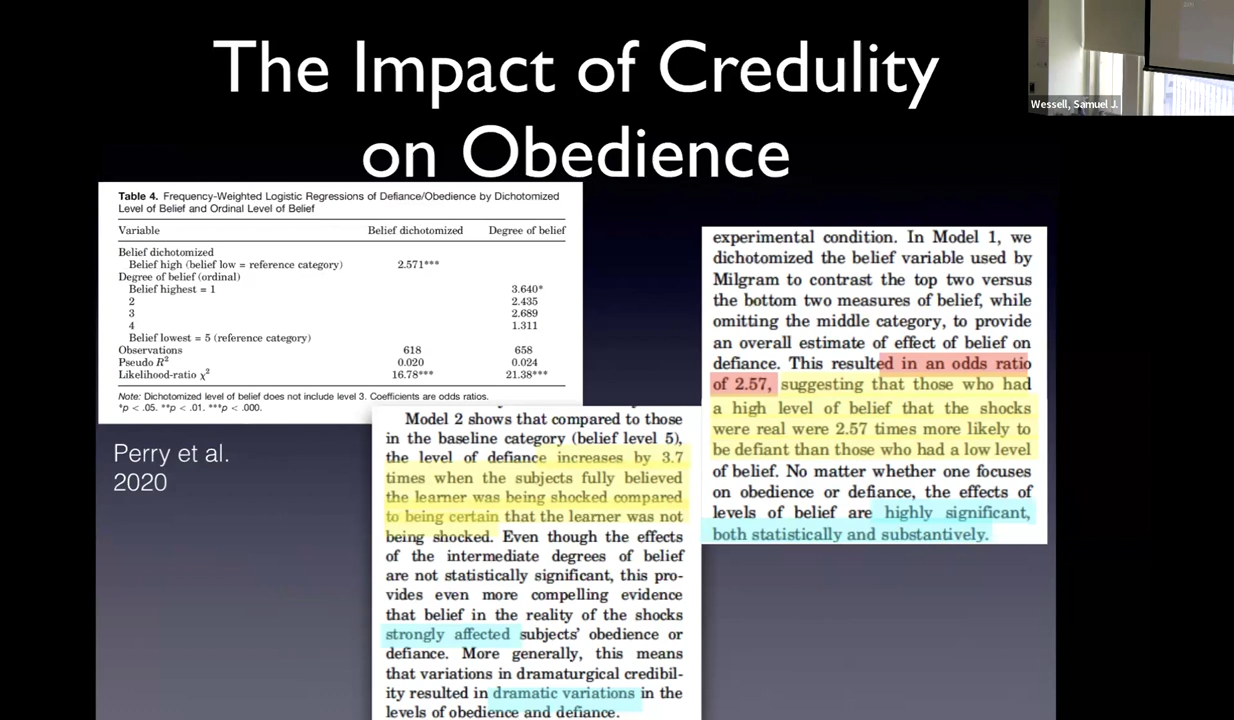 The Impact of Credulity
on Obedience
Wessell, Samuel J.
Table 4. Frequency-Weighted Logistic Regressions of Defiance/Obedience by Dichotomized
Level of Belief and Ordinal Level of Belief
Variable Belief dichotomized Degree of belief
Belief dichotomized
Belief high (belief low = reference category) 2.571***
Degree of belief (ordinal)
Belief highest = 1 3.640*
2 2.435
3 2.689
4 1.311
Belief lowest = 5 (reference category)
Observations 618 658
Pseudo R² 0.020 0.024
Likelihood-ratio χ² 16.78*** 21.38***
Note: Dichotomized level of belief does not include level 3. Coefficients are odds ratios.
*p < .05. **p < .01. ***p < .000.
Perry et al.
2020
Model 2 shows that compared to those
in the baseline category (belief level 5),
the level of defiance increases by 3.7
times when the subjects fully believed
the learner was being shocked compared
to being certain that the learner was not
being shocked. Even though the effects
of the intermediate degrees of belief
are not statistically significant, this pro-
vides even more compelling evidence
that belief in the reality of the shocks
strongly affected subjects' obedience or
defiance. More generally, this means
that variations in dramaturgical credibil-
ity resulted in dramatic variations in the
levels of obedience and defiance.
experimental condition. In Model 1, we
dichotomized the belief variable used by
Milgram to contrast the top two versus
the bottom two measures of belief, while
omitting the middle category, to provide
an overall estimate of effect of belief on
defiance. This resulted in an odds ratio
of 2.57, suggesting that those who had
a high level of belief that the shocks
were real were 2.57 times more likely to
be defiant than those who had a low level
of belief. No matter whether one focuses
on obedience or defiance, the effects of
levels of belief are highly significant,
both statistically and substantively.